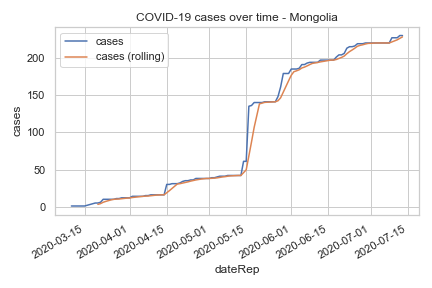 COVID-19 cases over time - Mongolia
cases
cases (rolling)
200
150
100
50
0
cases
2020-03-15
2020-04-01
2020-04-15
2020-05-01
2020-05-15
2020-06-01
2020-06-15
2020-07-01
2020-07-15
dateRep